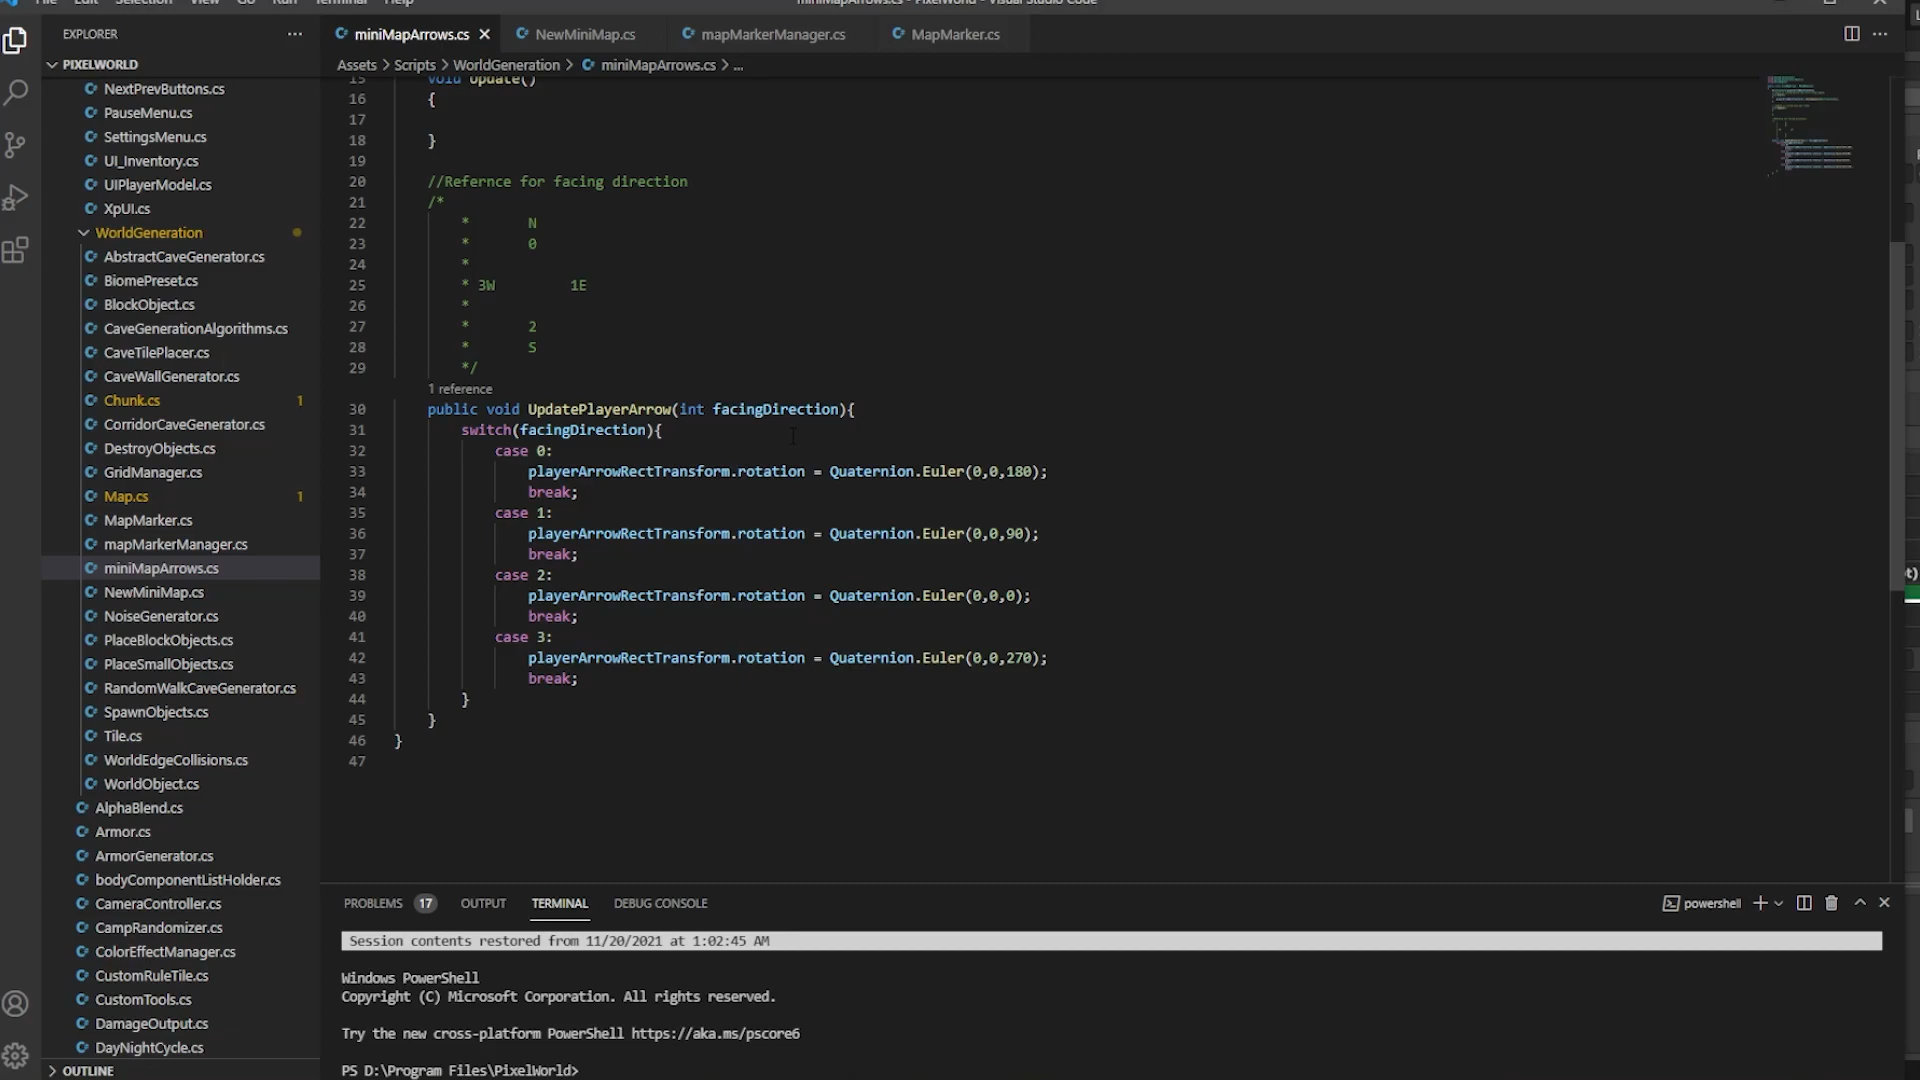 File Edit Selection View Go Run Terminal Help
miniMapArrows.cs - PixelWorld - Visual Studio Code
EXPLORER
PIXELWORLD
NextPrevButtons.cs
PauseMenu.cs
SettingsMenu.cs
UI_Inventory.cs
UIPlayerModel.cs
XpUI.cs
WorldGeneration
AbstractCaveGenerator.cs
BiomePreset.cs
BlockObject.cs
CaveGenerationAlgorithms.cs
CaveTilePlacer.cs
CaveWallGenerator.cs
Chunk.cs 1
CorridorCaveGenerator.cs
DestroyObjects.cs
GridManager.cs
Map.cs 1
MapMarker.cs
mapMarkerManager.cs
miniMapArrows.cs
NewMiniMap.cs
NoiseGenerator.cs
PlaceBlockObjects.cs
PlaceSmallObjects.cs
RandomWalkCaveGenerator.cs
SpawnObjects.cs
Tile.cs
WorldEdgeCollisions.cs
WorldObject.cs
AlphaBlend.cs
Armor.cs
ArmorGenerator.cs
bodyComponentListHolder.cs
CameraController.cs
CampRandomizer.cs
ColorEffectManager.cs
CustomRuleTile.cs
CustomTools.cs
DamageOutput.cs
DayNightCycle.cs
OUTLINE
miniMapArrows.cs NewMiniMap.cs mapMarkerManager.cs MapMarker.cs
Assets > Scripts > WorldGeneration > miniMapArrows.cs > ...
15 void Update()
16 {
17
18 }
19
20 //Refernce for facing direction
21 /*
22 * N
23 * 0
24 *
25 * 3W 1E
26 *
27 * 2
28 * S
29 */
1 reference
30 public void UpdatePlayerArrow(int facingDirection){
31 switch(facingDirection){
32 case 0:
33 playerArrowRectTransform.rotation = Quaternion.Euler(0,0,180);
34 break;
35 case 1:
36 playerArrowRectTransform.rotation = Quaternion.Euler(0,0,90);
37 break;
38 case 2:
39 playerArrowRectTransform.rotation = Quaternion.Euler(0,0,0);
40 break;
41 case 3:
42 playerArrowRectTransform.rotation = Quaternion.Euler(0,0,270);
43 break;
44 }
45 }
46 }
47
PROBLEMS 17 OUTPUT TERMINAL DEBUG CONSOLE powershell
Session contents restored from 11/20/2021 at 1:02:45 AM
Windows PowerShell
Copyright (C) Microsoft Corporation. All rights reserved.
Try the new cross-platform PowerShell https://aka.ms/pscore6
PS D:\Program Files\PixelWorld>
t)